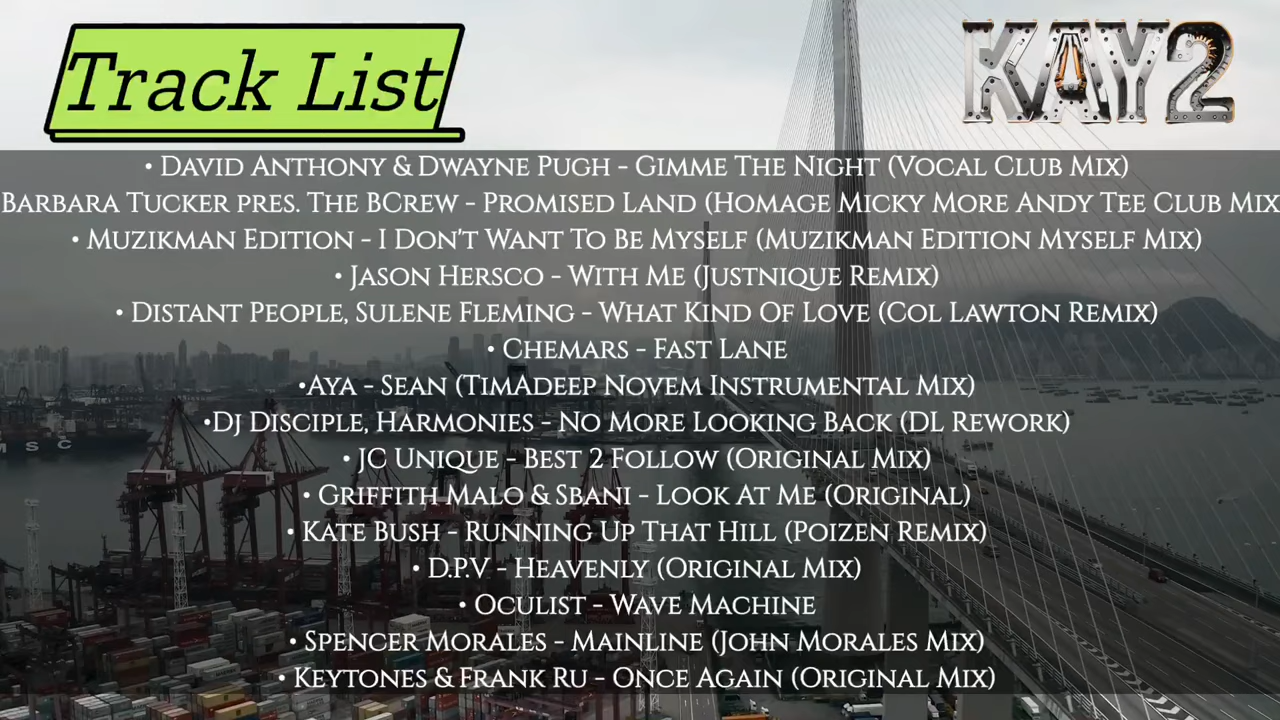 Track List
KAY2
• David Anthony & Dwayne Pugh - Gimme The Night (Vocal Club Mix)
Barbara Tucker pres. The BCrew - Promised Land (Homage Micky More Andy Tee Club Mix
• Muzikman Edition - I Don't Want To Be Myself (Muzikman Edition Myself Mix)
• Jason Hersco - With Me (Justnique Remix)
• Distant People, Sulene Fleming - What Kind Of Love (Col Lawton Remix)
• Chemars - Fast Lane
•Aya - Sean (TimAdeep Novem Instrumental Mix)
•Dj Disciple, Harmonies - No More Looking Back (DL Rework)
• JC Unique - Best 2 Follow (Original Mix)
• Griffith Malo & Sbani - Look At Me (Original)
• Kate Bush - Running Up That Hill (Poizen Remix)
• D.P.V - Heavenly (Original Mix)
• Oculist - Wave Machine
• Spencer Morales - Mainline (John Morales Mix)
• Keytones & Frank Ru - Once Again (Original Mix)
MSC